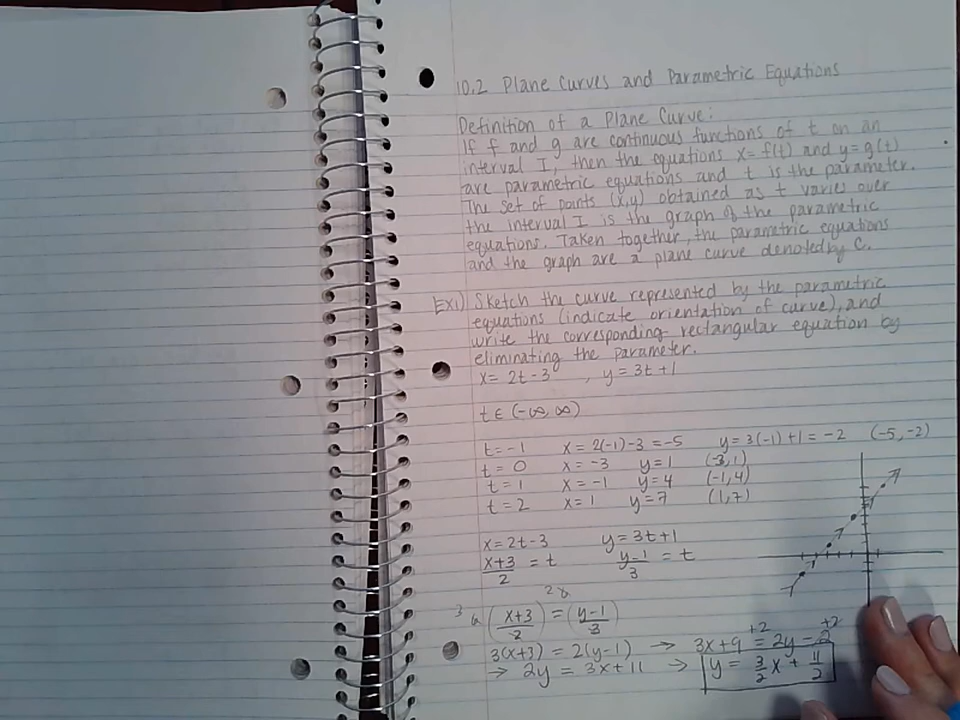 10.2 Plane Curves and Parametric Equations
Definition of a Plane Curve:
If f and g are continuous functions of t on an
interval I, then the equations x = f(t) and y = g(t)
are parametric equations and t is the parameter.
The set of points (x,y) obtained as t varies over
the interval I is the graph of the parametric
equations. Taken together, the parametric equations
and the graph are a plane curve denoted by C.
EX1) Sketch the curve represented by the parametric
equations (indicate orientation of curve), and
write the corresponding rectangular equation by
eliminating the parameter.
x = 2t - 3 , y = 3t + 1
t ∈ (-∞, ∞)
t = -1 x = 2(-1) - 3 = -5 y = 3(-1) + 1 = -2 (-5, -2)
t = 0 x = -3 y = 1 (-3, 1)
t = 1 x = -1 y = 4 (-1, 4)
t = 2 x = 1 y = 7 (1, 7)
x = 2t - 3 y = 3t + 1
(x+3)/2 = t (y-1)/3 = t
((x+3)/2) = ((y-1)/3)
3(x+3) = 2(y-1) → 3x + 9 +2 = 2y - 2 +2
→ 2y = 3x + 11 → y = 3/2 x + 11/2